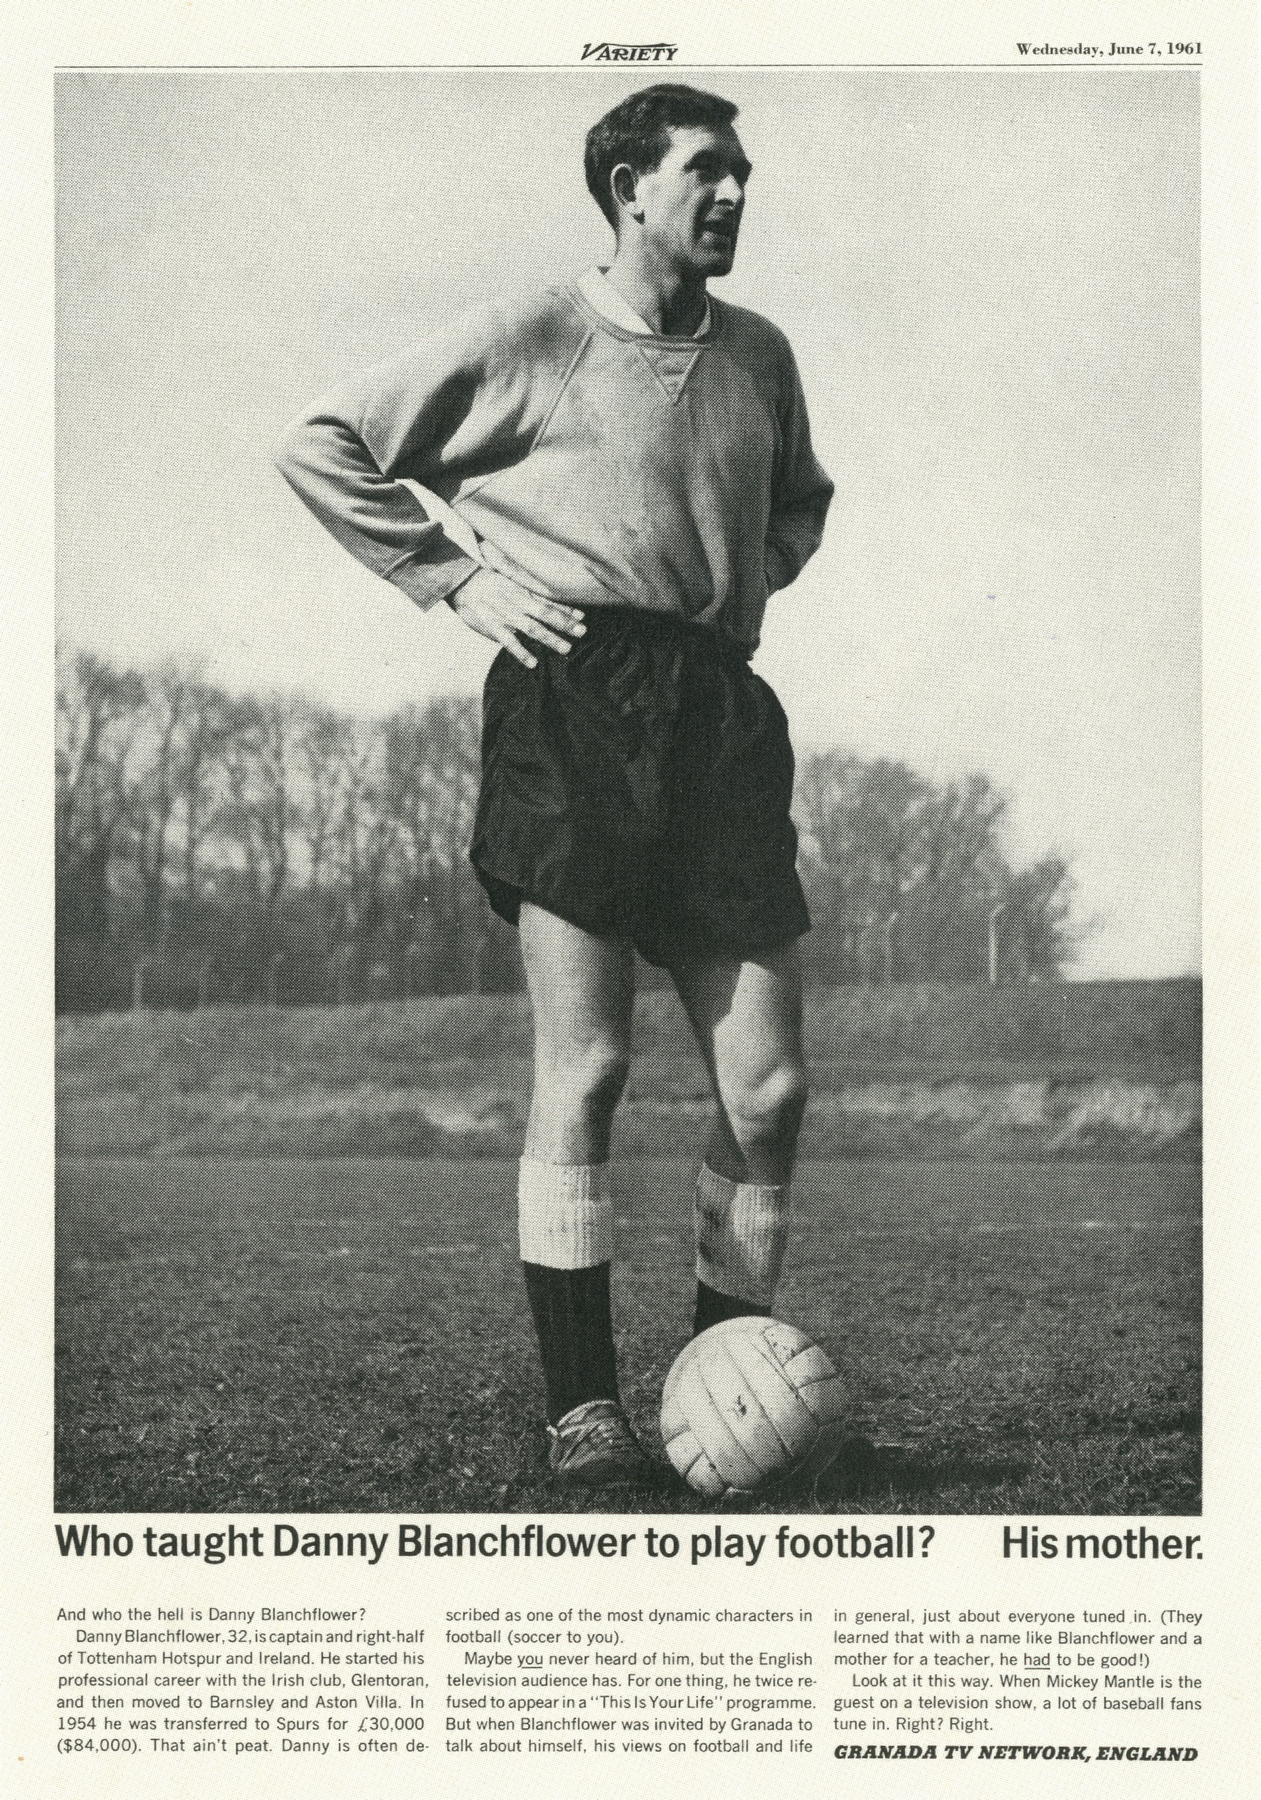 VARIETY
Wednesday, June 7, 1961
Who taught Danny Blanchflower to play football? His mother.
And who the hell is Danny Blanchflower?
Danny Blanchflower, 32, is captain and right-half
of Tottenham Hotspur and Ireland. He started his
professional career with the Irish club, Glentoran,
and then moved to Barnsley and Aston Villa. In
1954 he was transferred to Spurs for £30,000
($84,000). That ain't peat. Danny is often de-
scribed as one of the most dynamic characters in
football (soccer to you).
Maybe you never heard of him, but the English
television audience has. For one thing, he twice re-
fused to appear in a "This Is Your Life" programme.
But when Blanchflower was invited by Granada to
talk about himself, his views on football and life
in general, just about everyone tuned in. (They
learned that with a name like Blanchflower and a
mother for a teacher, he had to be good!)
Look at it this way. When Mickey Mantle is the
guest on a television show, a lot of baseball fans
tune in. Right? Right.
GRANADA TV NETWORK, ENGLAND